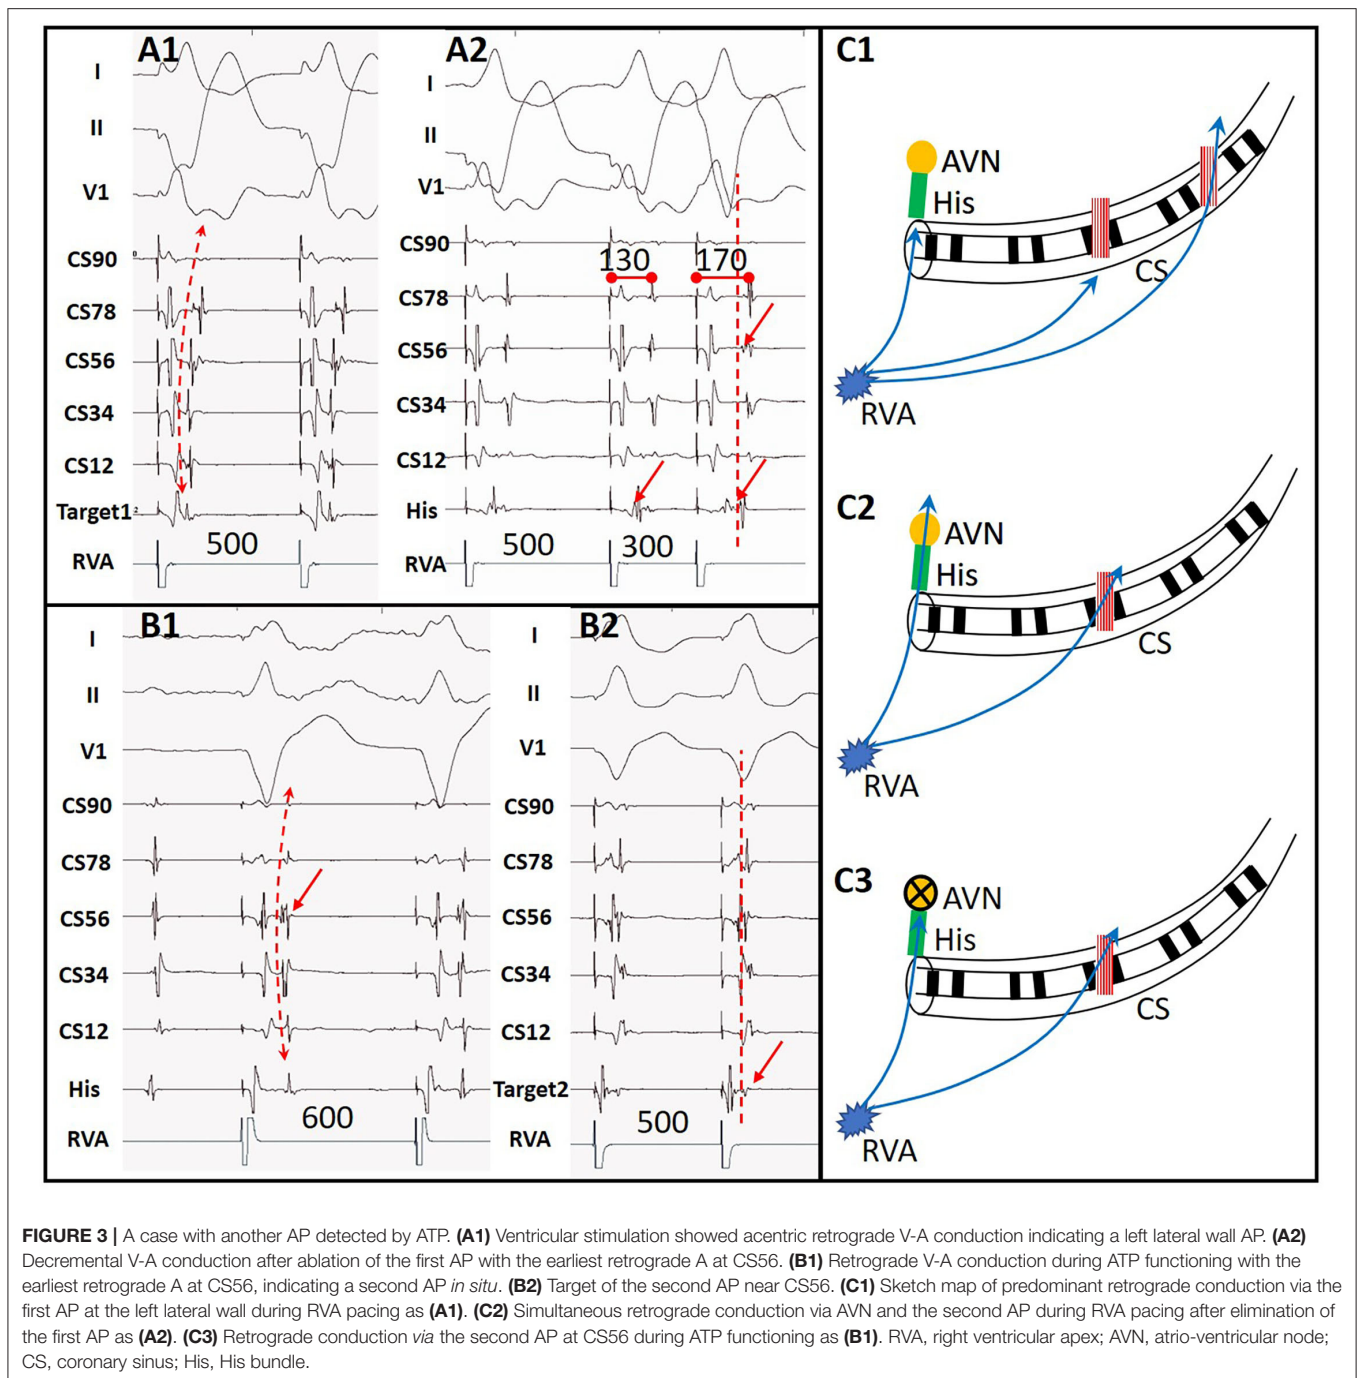 A1
I
II
V1
CS90
CS78
CS56
CS34
CS12
Target1
500
RVA
A2
I
II
V1
CS90
130 170
CS78
CS56
CS34
CS12
His
500 300
RVA
B1
I
II
V1
CS90
CS78
CS56
CS34
CS12
His
600
RVA
B2
I
II
V1
CS90
CS78
CS56
CS34
CS12
Target2
500
RVA
C1
AVN
His
CS
RVA
C2
AVN
His
CS
RVA
C3
AVN
His
CS
RVA
FIGURE 3 | A case with another AP detected by ATP. (A1) Ventricular stimulation showed acentric retrograde V-A conduction indicating a left lateral wall AP. (A2)
Decremental V-A conduction after ablation of the first AP with the earliest retrograde A at CS56. (B1) Retrograde V-A conduction during ATP functioning with the
earliest retrograde A at CS56, indicating a second AP in situ. (B2) Target of the second AP near CS56. (C1) Sketch map of predominant retrograde conduction via the
first AP at the left lateral wall during RVA pacing as (A1). (C2) Simultaneous retrograde conduction via AVN and the second AP during RVA pacing after elimination of
the first AP as (A2). (C3) Retrograde conduction via the second AP at CS56 during ATP functioning as (B1). RVA, right ventricular apex; AVN, atrio-ventricular node;
CS, coronary sinus; His, His bundle.